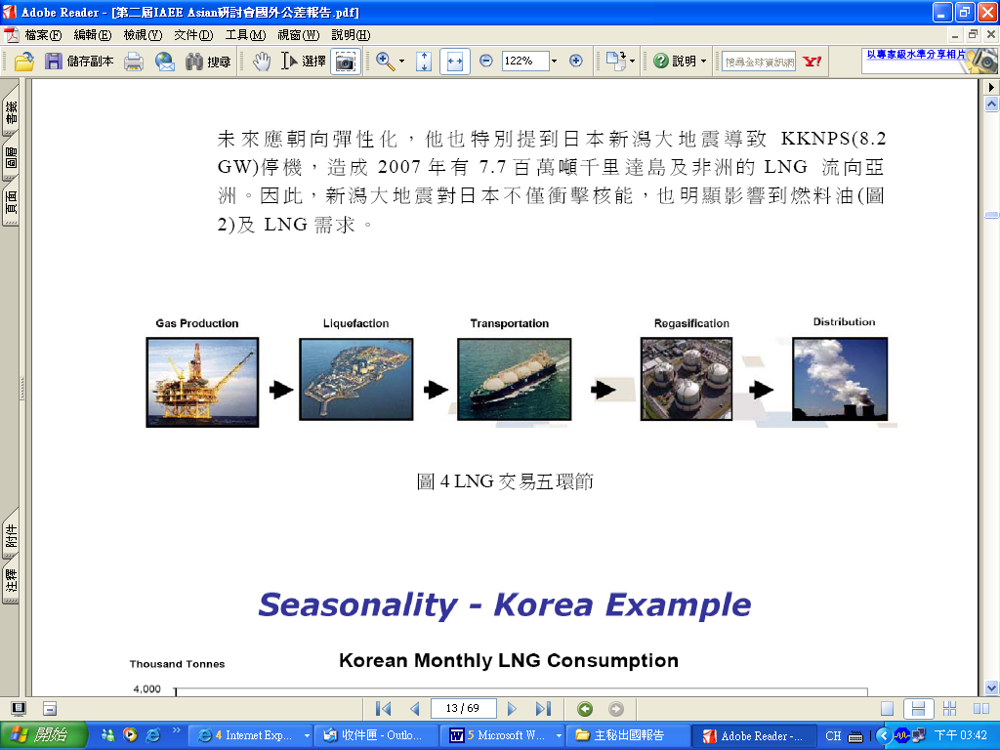 Adobe Reader - [第二屆IAEE Asian研討會國外公差報告.pdf]
檔案(F) 編輯(E) 檢視(V) 文件(D) 工具(M) 視窗(W) 說明(H)
儲存副本 搜尋 選擇 122% 說明 搜尋全球資訊網 Y! 以專家級水準分享相片
書籤
圖層
頁面
附件
注釋
未來應朝向彈性化，他也特別提到日本新潟大地震導致 KKNPS(8.2
GW)停機，造成 2007 年有 7.7 百萬噸千里達島及非洲的 LNG 流向亞
洲。因此，新潟大地震對日本不僅衝擊核能，也明顯影響到燃料油(圖
2)及 LNG 需求。
Gas Production Liquefaction Transportation Regasification Distribution
圖 4 LNG 交易五環節
Seasonality - Korea Example
Korean Monthly LNG Consumption
Thousand Tonnes
4,000
13 / 69
開始 4 Internet Exp... 收件匣 - Outlo... 5 Microsoft W... 主秘出國報告 Adobe Reader -... CH 下午 03:42